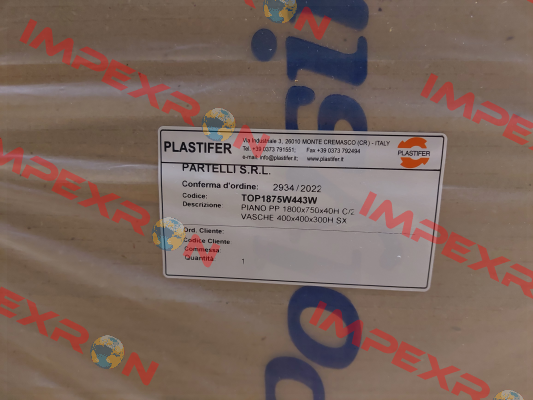 PLASTIFER
Via Industriale 3, 26010 MONTE CREMASCO (CR) - ITALY
Tel. +39 0373 791551; Fax +39 0373 792494
e-mail: info@plastifer.it; www.plastifer.it
PLASTIFER
PARTELLI S.R.L.
Conferma d'ordine: 2934 / 2022
Codice: TOP1875W443W
Descrizione PIANO PP 1800x750x40H C/2
VASCHE 400x400x300H SX
Ord. Cliente:
Codice Cliente
Commessa
Quantità 1
IMPEXRON
IMPEXRON
IMPEXRON
IMPEXRON
IMPEXRON